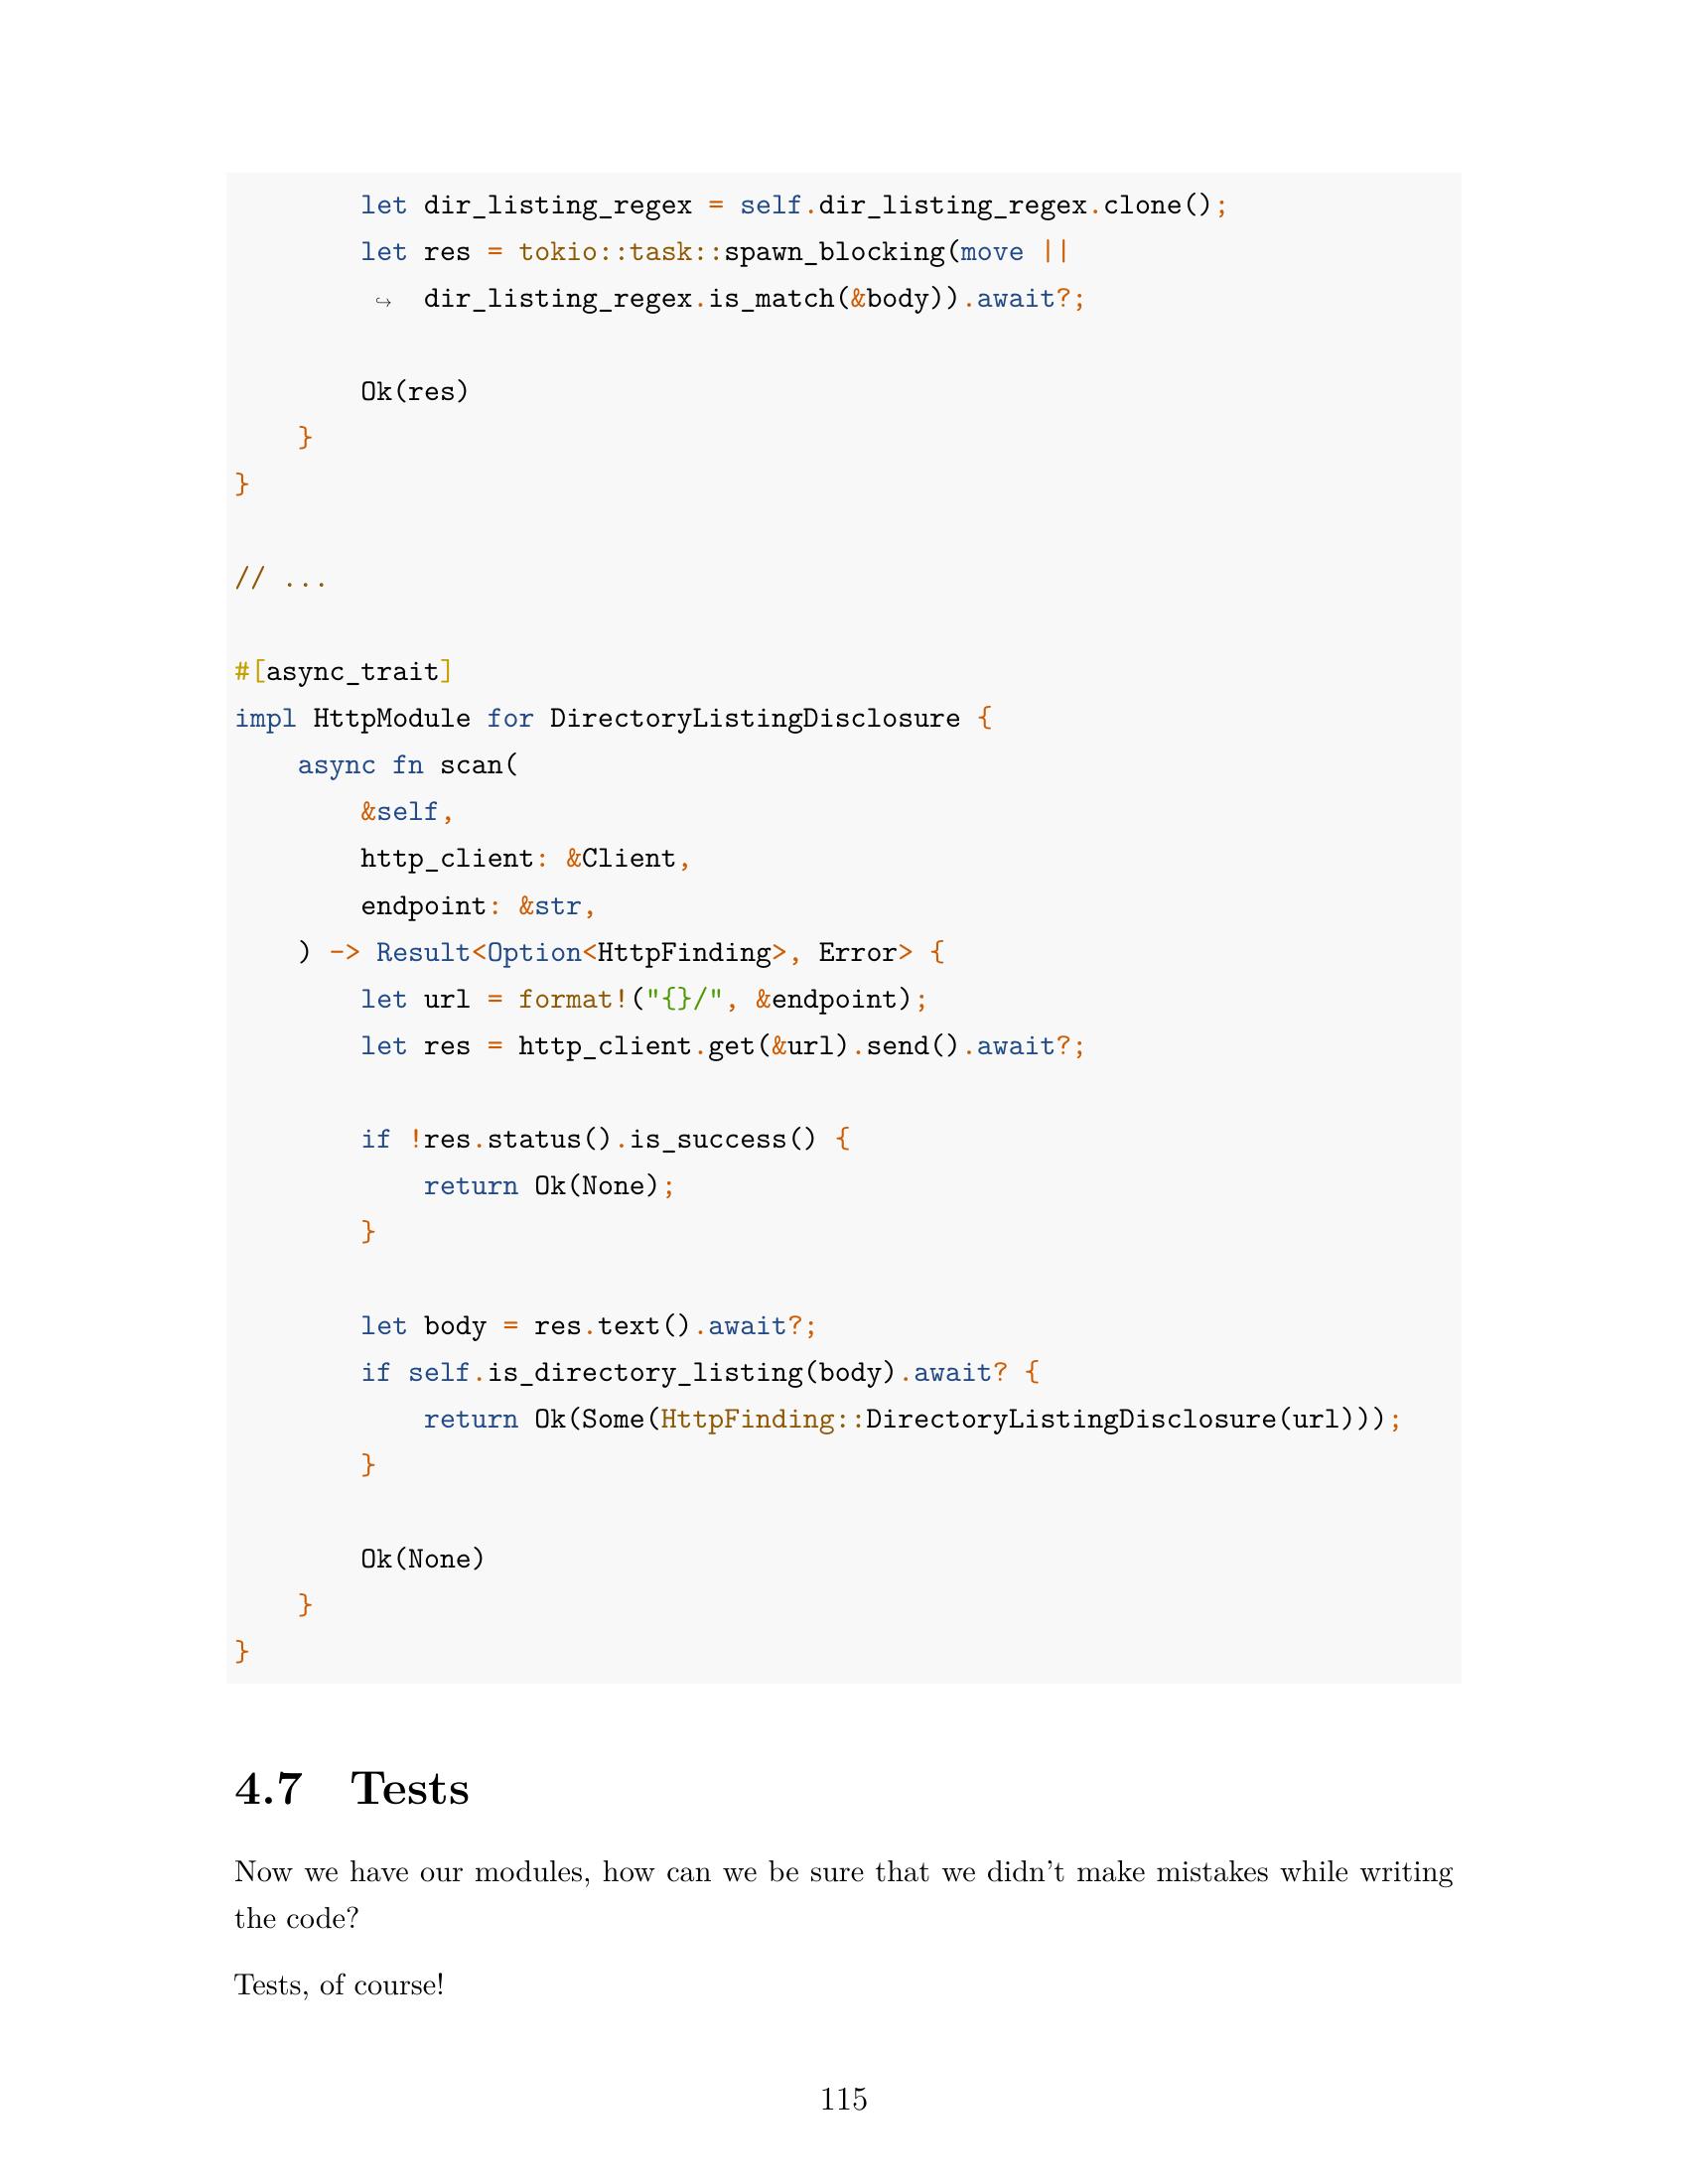 let dir_listing_regex = self.dir_listing_regex.clone();
        let res = tokio::task::spawn_blocking(move ||
         ↪  dir_listing_regex.is_match(&body)).await?;

        Ok(res)
    }
}

// ...

#[async_trait]
impl HttpModule for DirectoryListingDisclosure {
    async fn scan(
        &self,
        http_client: &Client,
        endpoint: &str,
    ) -> Result<Option<HttpFinding>, Error> {
        let url = format!("{}/", &endpoint);
        let res = http_client.get(&url).send().await?;

        if !res.status().is_success() {
            return Ok(None);
        }

        let body = res.text().await?;
        if self.is_directory_listing(body).await? {
            return Ok(Some(HttpFinding::DirectoryListingDisclosure(url)));
        }

        Ok(None)
    }
}

4.7 Tests
Now we have our modules, how can we be sure that we didn't make mistakes while writing
the code?
Tests, of course!
115